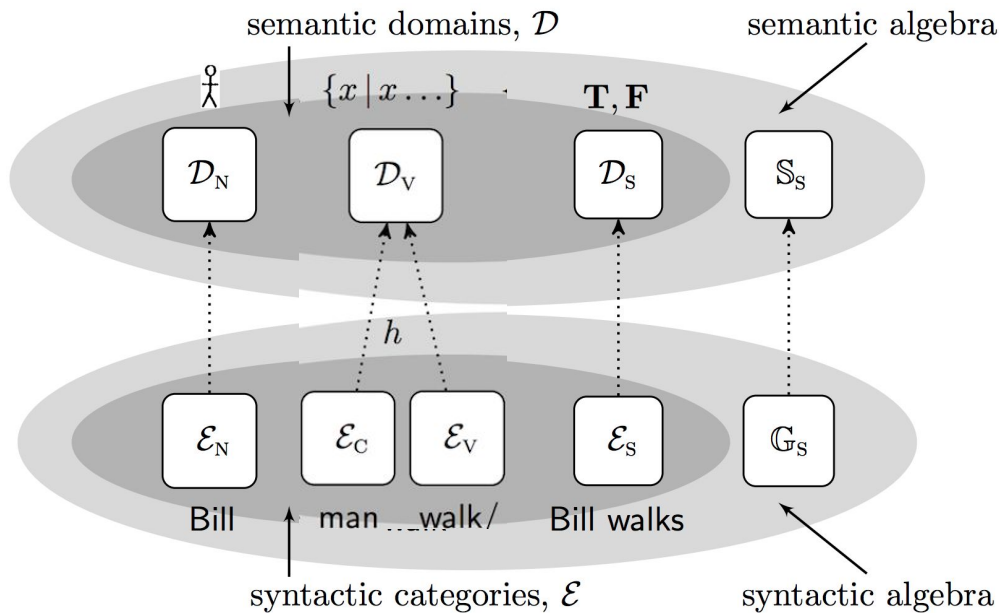 semantic domains, 𝒟 semantic algebra
{x | x ...} T, F
𝒟_N 𝒟_V 𝒟_S 𝕊_S
h
ℰ_N ℰ_C ℰ_V ℰ_S 𝔾_S
Bill man walk/ Bill walks
syntactic categories, ℰ syntactic algebra